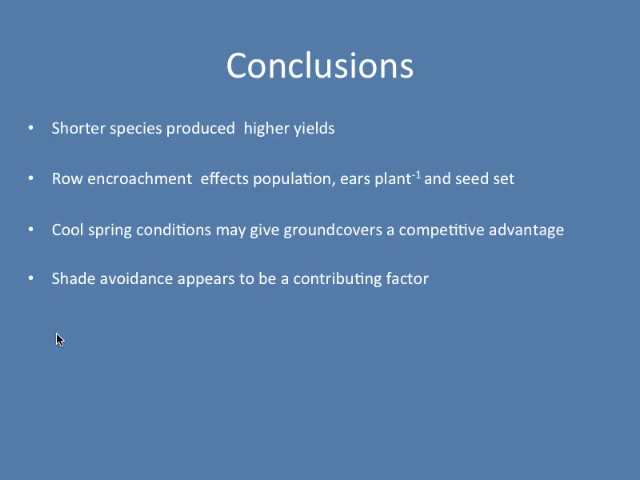 Conclusions
• Shorter species produced  higher yields
• Row encroachment  effects population, ears plant⁻¹ and seed set
• Cool spring conditions may give groundcovers a competitive advantage
• Shade avoidance appears to be a contributing factor